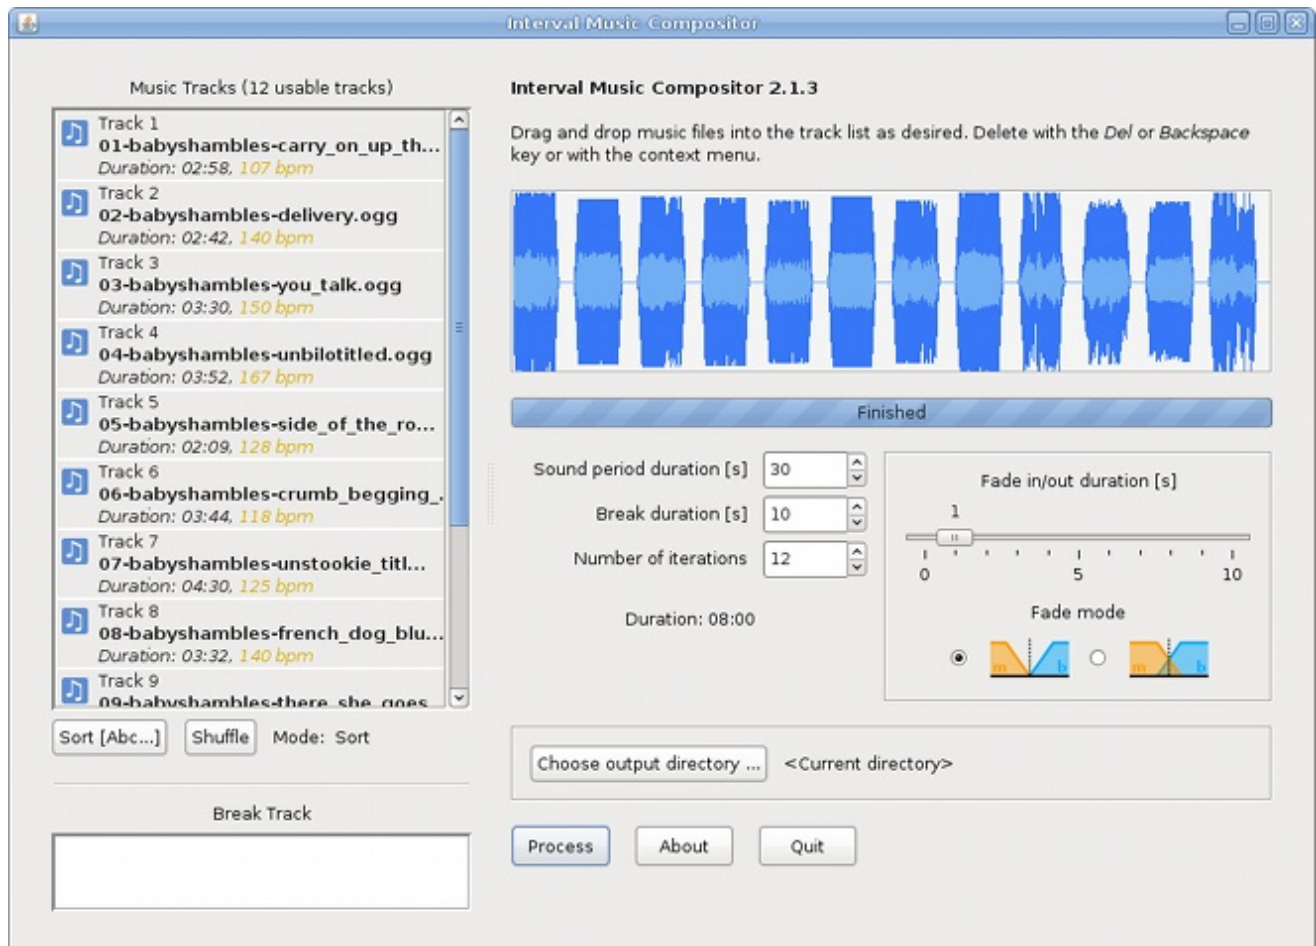 Interval Music Compositor
Music Tracks (12 usable tracks)
Track 1
01-babyshambles-carry_on_up_th...
Duration: 02:58, 107 bpm
Track 2
02-babyshambles-delivery.ogg
Duration: 02:42, 140 bpm
Track 3
03-babyshambles-you_talk.ogg
Duration: 03:30, 150 bpm
Track 4
04-babyshambles-unbilotitled.ogg
Duration: 03:52, 167 bpm
Track 5
05-babyshambles-side_of_the_ro...
Duration: 02:09, 128 bpm
Track 6
06-babyshambles-crumb_begging_.
Duration: 03:44, 118 bpm
Track 7
07-babyshambles-unstookie_titl...
Duration: 04:30, 125 bpm
Track 8
08-babyshambles-french_dog_blu...
Duration: 03:32, 140 bpm
Track 9
09-babyshambles-there_she_goes
Sort [Abc...] Shuffle Mode: Sort
Break Track
Interval Music Compositor 2.1.3
Drag and drop music files into the track list as desired. Delete with the Del or Backspace
key or with the context menu.
Finished
Sound period duration [s] 30
Break duration [s] 10
Number of iterations 12
Duration: 08:00
Fade in/out duration [s]
1
0 5 10
Fade mode
m b m b
Choose output directory ... <Current directory>
Process About Quit